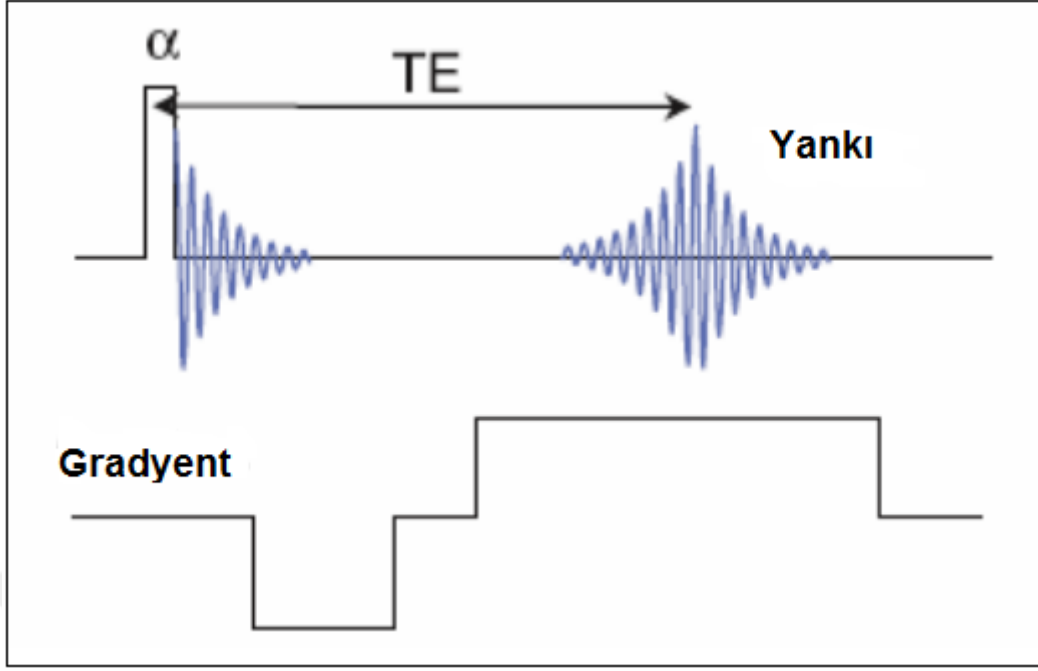 α
TE
Yankı
Gradyent